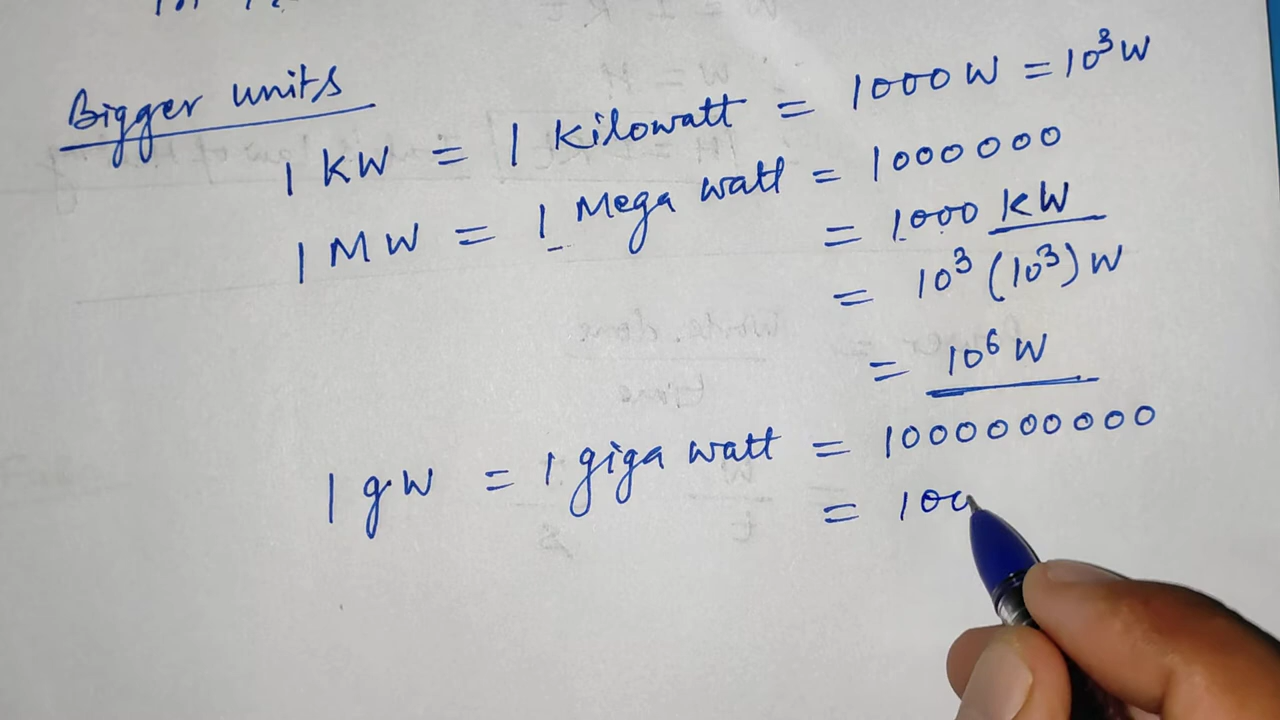 Bigger units
1 KW = 1 Kilowatt = 1000 W = 10³ W
1 MW = 1 Mega watt = 1000000
= 1000 KW
= 10³ (10³) W
= 10⁶ W
1 gW = 1 giga watt = 1000000000
= 100